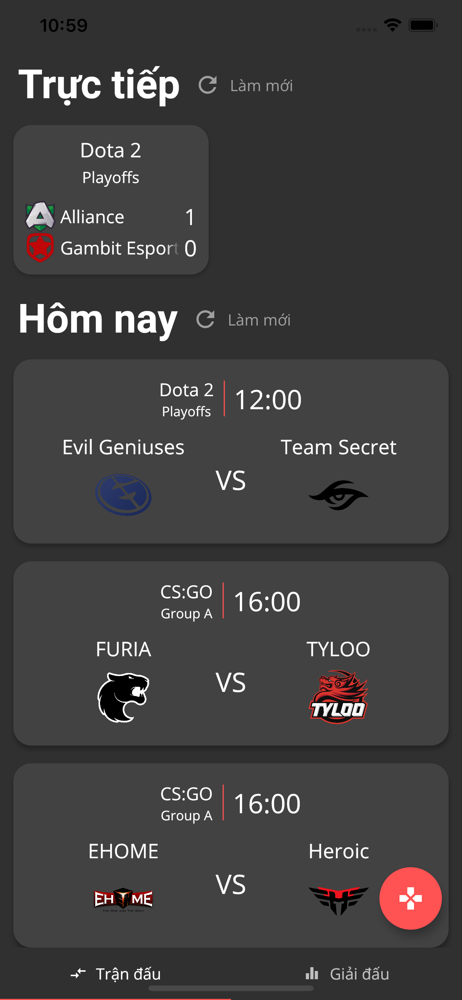 10:59
Trực tiếp Làm mới
Dota 2
Playoffs
Alliance 1
Gambit Esport 0
Hôm nay Làm mới
Dota 2 12:00
Playoffs
Evil Geniuses Team Secret
VS
CS:GO 16:00
Group A
FURIA TYLOO
VS
TYLOO
CS:GO 16:00
Group A
EHOME Heroic
VS
EHOME
THE ONE AND THE ONLY
Trận đấu Giải đấu